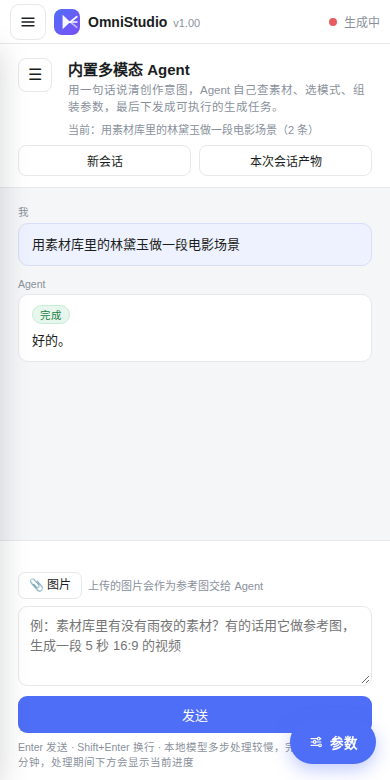 OmniStudio v1.00 生成中
内置多模态 Agent
用一句话说清创作意图，Agent 自己查素材、选模式、组
装参数，最后下发成可执行的生成任务。
当前：用素材库里的林黛玉做一段电影场景（2 条）
新会话 本次会话产物
我
用素材库里的林黛玉做一段电影场景
Agent
完成
好的。
图片 上传的图片会作为参考图交给 Agent
例：素材库里有没有雨夜的素材？有的话用它做参考图，
生成一段 5 秒 16:9 的视频
发送
Enter 发送 · Shift+Enter 换行 · 本地模型多步处理较慢，
分钟，处理期间下方会显示当前进度
参数